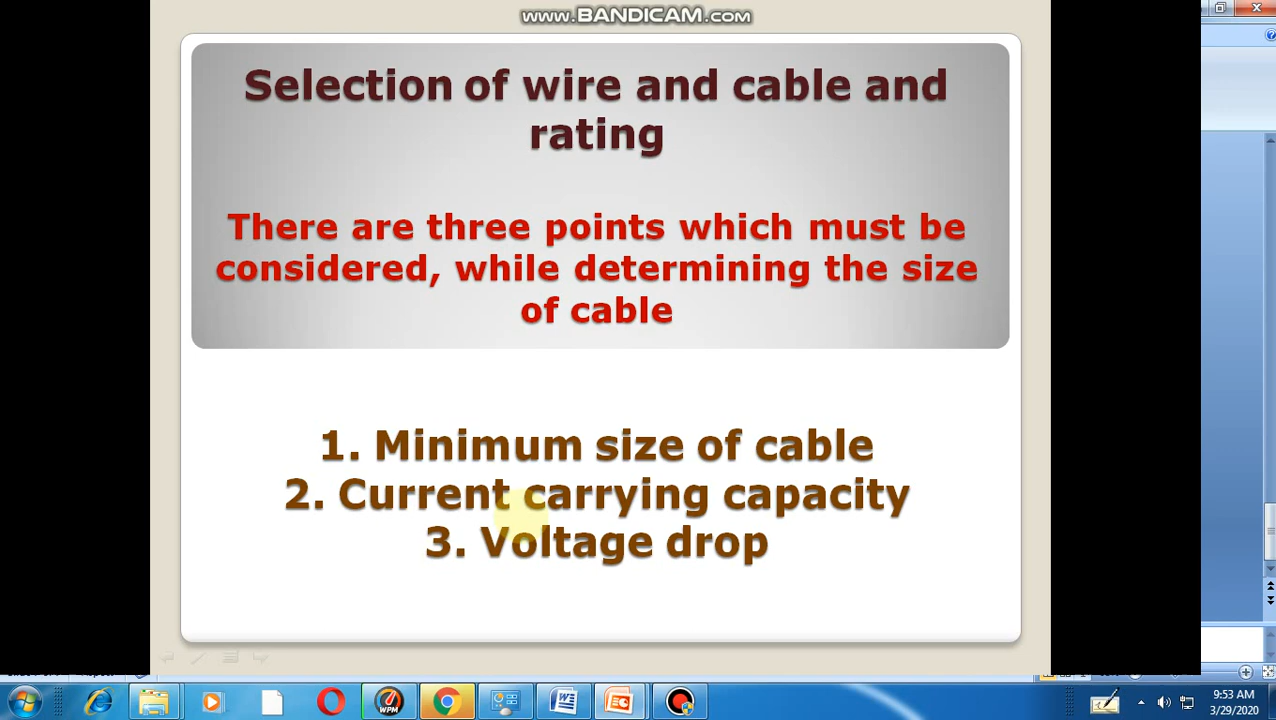 www.BANDICAM.com
Selection of wire and cable and
rating
There are three points which must be
considered, while determining the size
of cable
1. Minimum size of cable
2. Current carrying capacity
3. Voltage drop
WPM
9:53 AM
3/29/2020